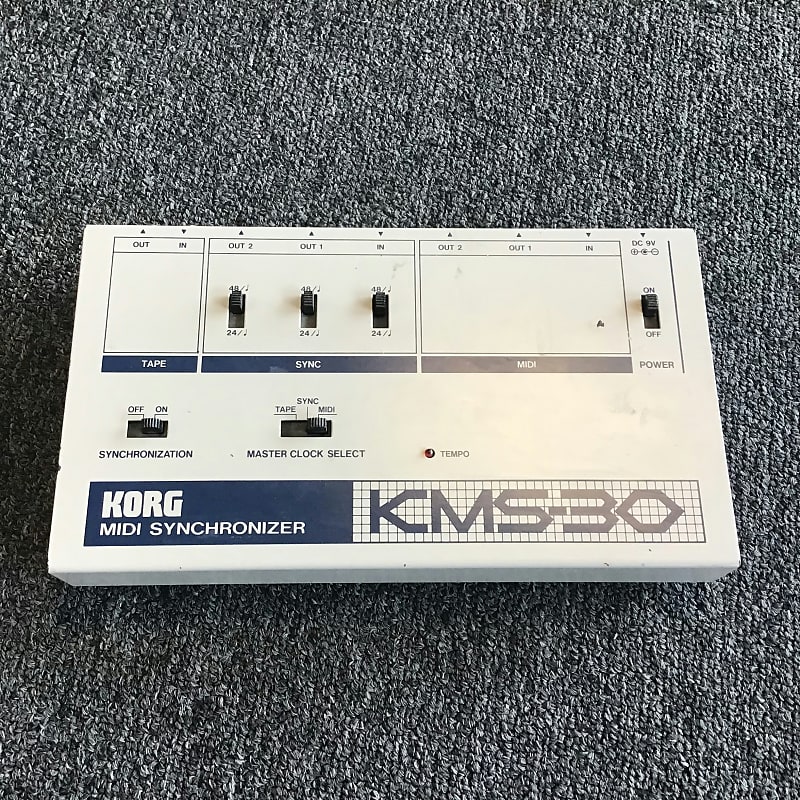 OUT IN OUT 2 OUT 1 IN OUT 2 OUT 1 IN DC 9V
48/♩ 48/♩ 48/♩ ON
24/♩ 24/♩ 24/♩ OFF
TAPE SYNC MIDI POWER
OFF ON TAPE SYNC MIDI
SYNCHRONIZATION MASTER CLOCK SELECT TEMPO
KORG
MIDI SYNCHRONIZER KMS-30